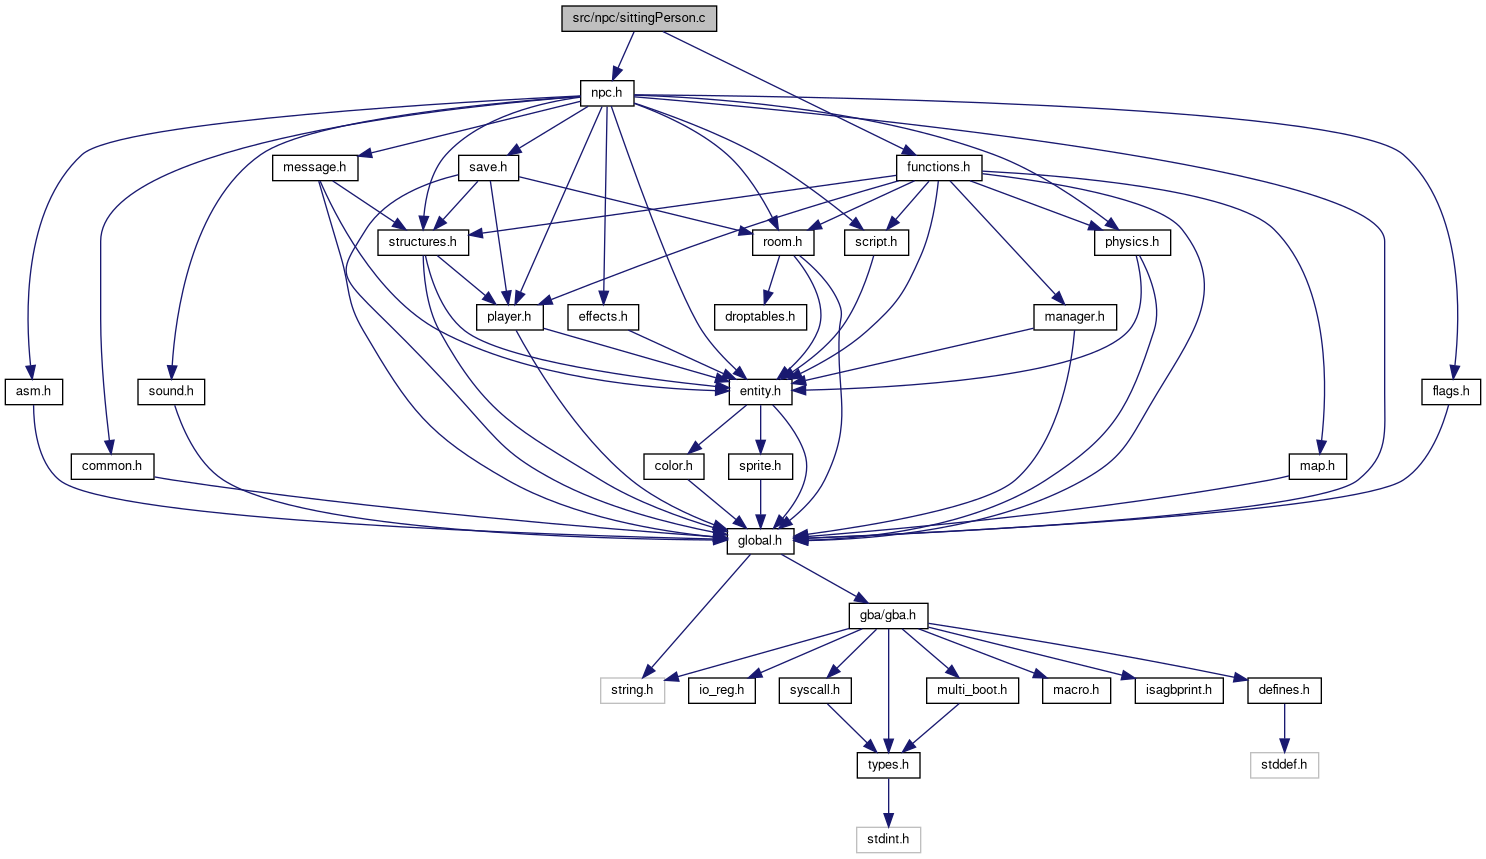 src/npc/sittingPerson.c
npc.h
message.h
save.h
functions.h
structures.h
room.h
script.h
physics.h
player.h
effects.h
droptables.h
manager.h
asm.h
sound.h
entity.h
flags.h
common.h
color.h
sprite.h
map.h
global.h
gba/gba.h
string.h
io_reg.h
syscall.h
multi_boot.h
macro.h
isagbprint.h
defines.h
types.h
stddef.h
stdint.h